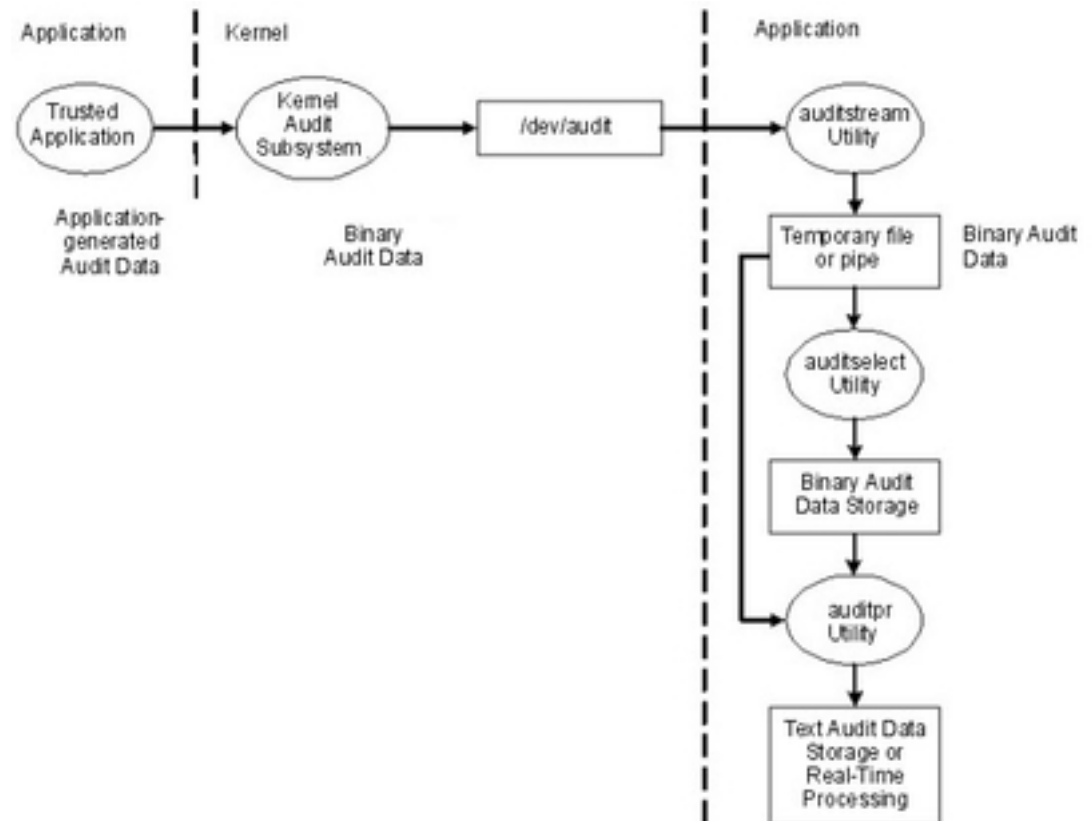 Application
Kernel
Application
Trusted
Application
Kernel
Audit
Subsystem
/dev/audit
auditstream
Utility
Application-
generated
Audit Data
Binary
Audit Data
Temporary file
or pipe
Binary Audit
Data
auditselect
Utility
Binary Audit
Data Storage
auditpr
Utility
Text Audit Data
Storage or
Real-Time
Processing